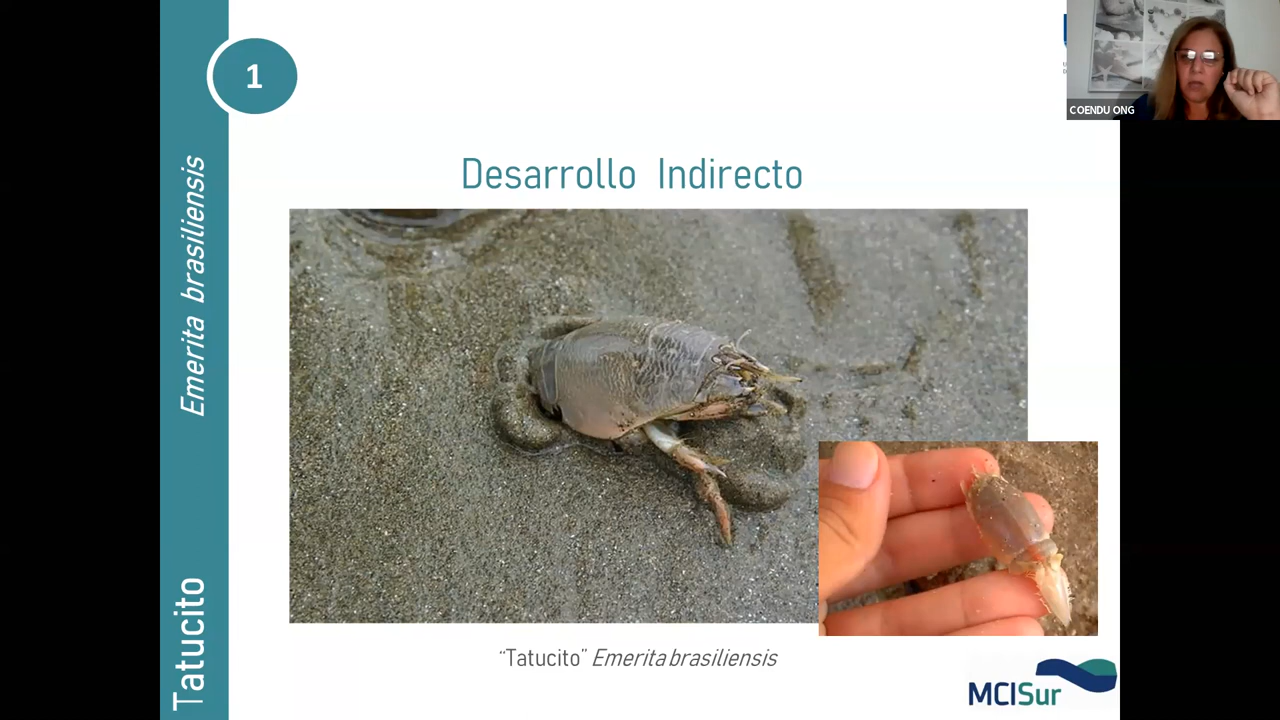 1
COENDU ONG
Desarrollo Indirecto
Emerita brasiliensis
Tatucito
“Tatucito” Emerita brasiliensis
MCISur